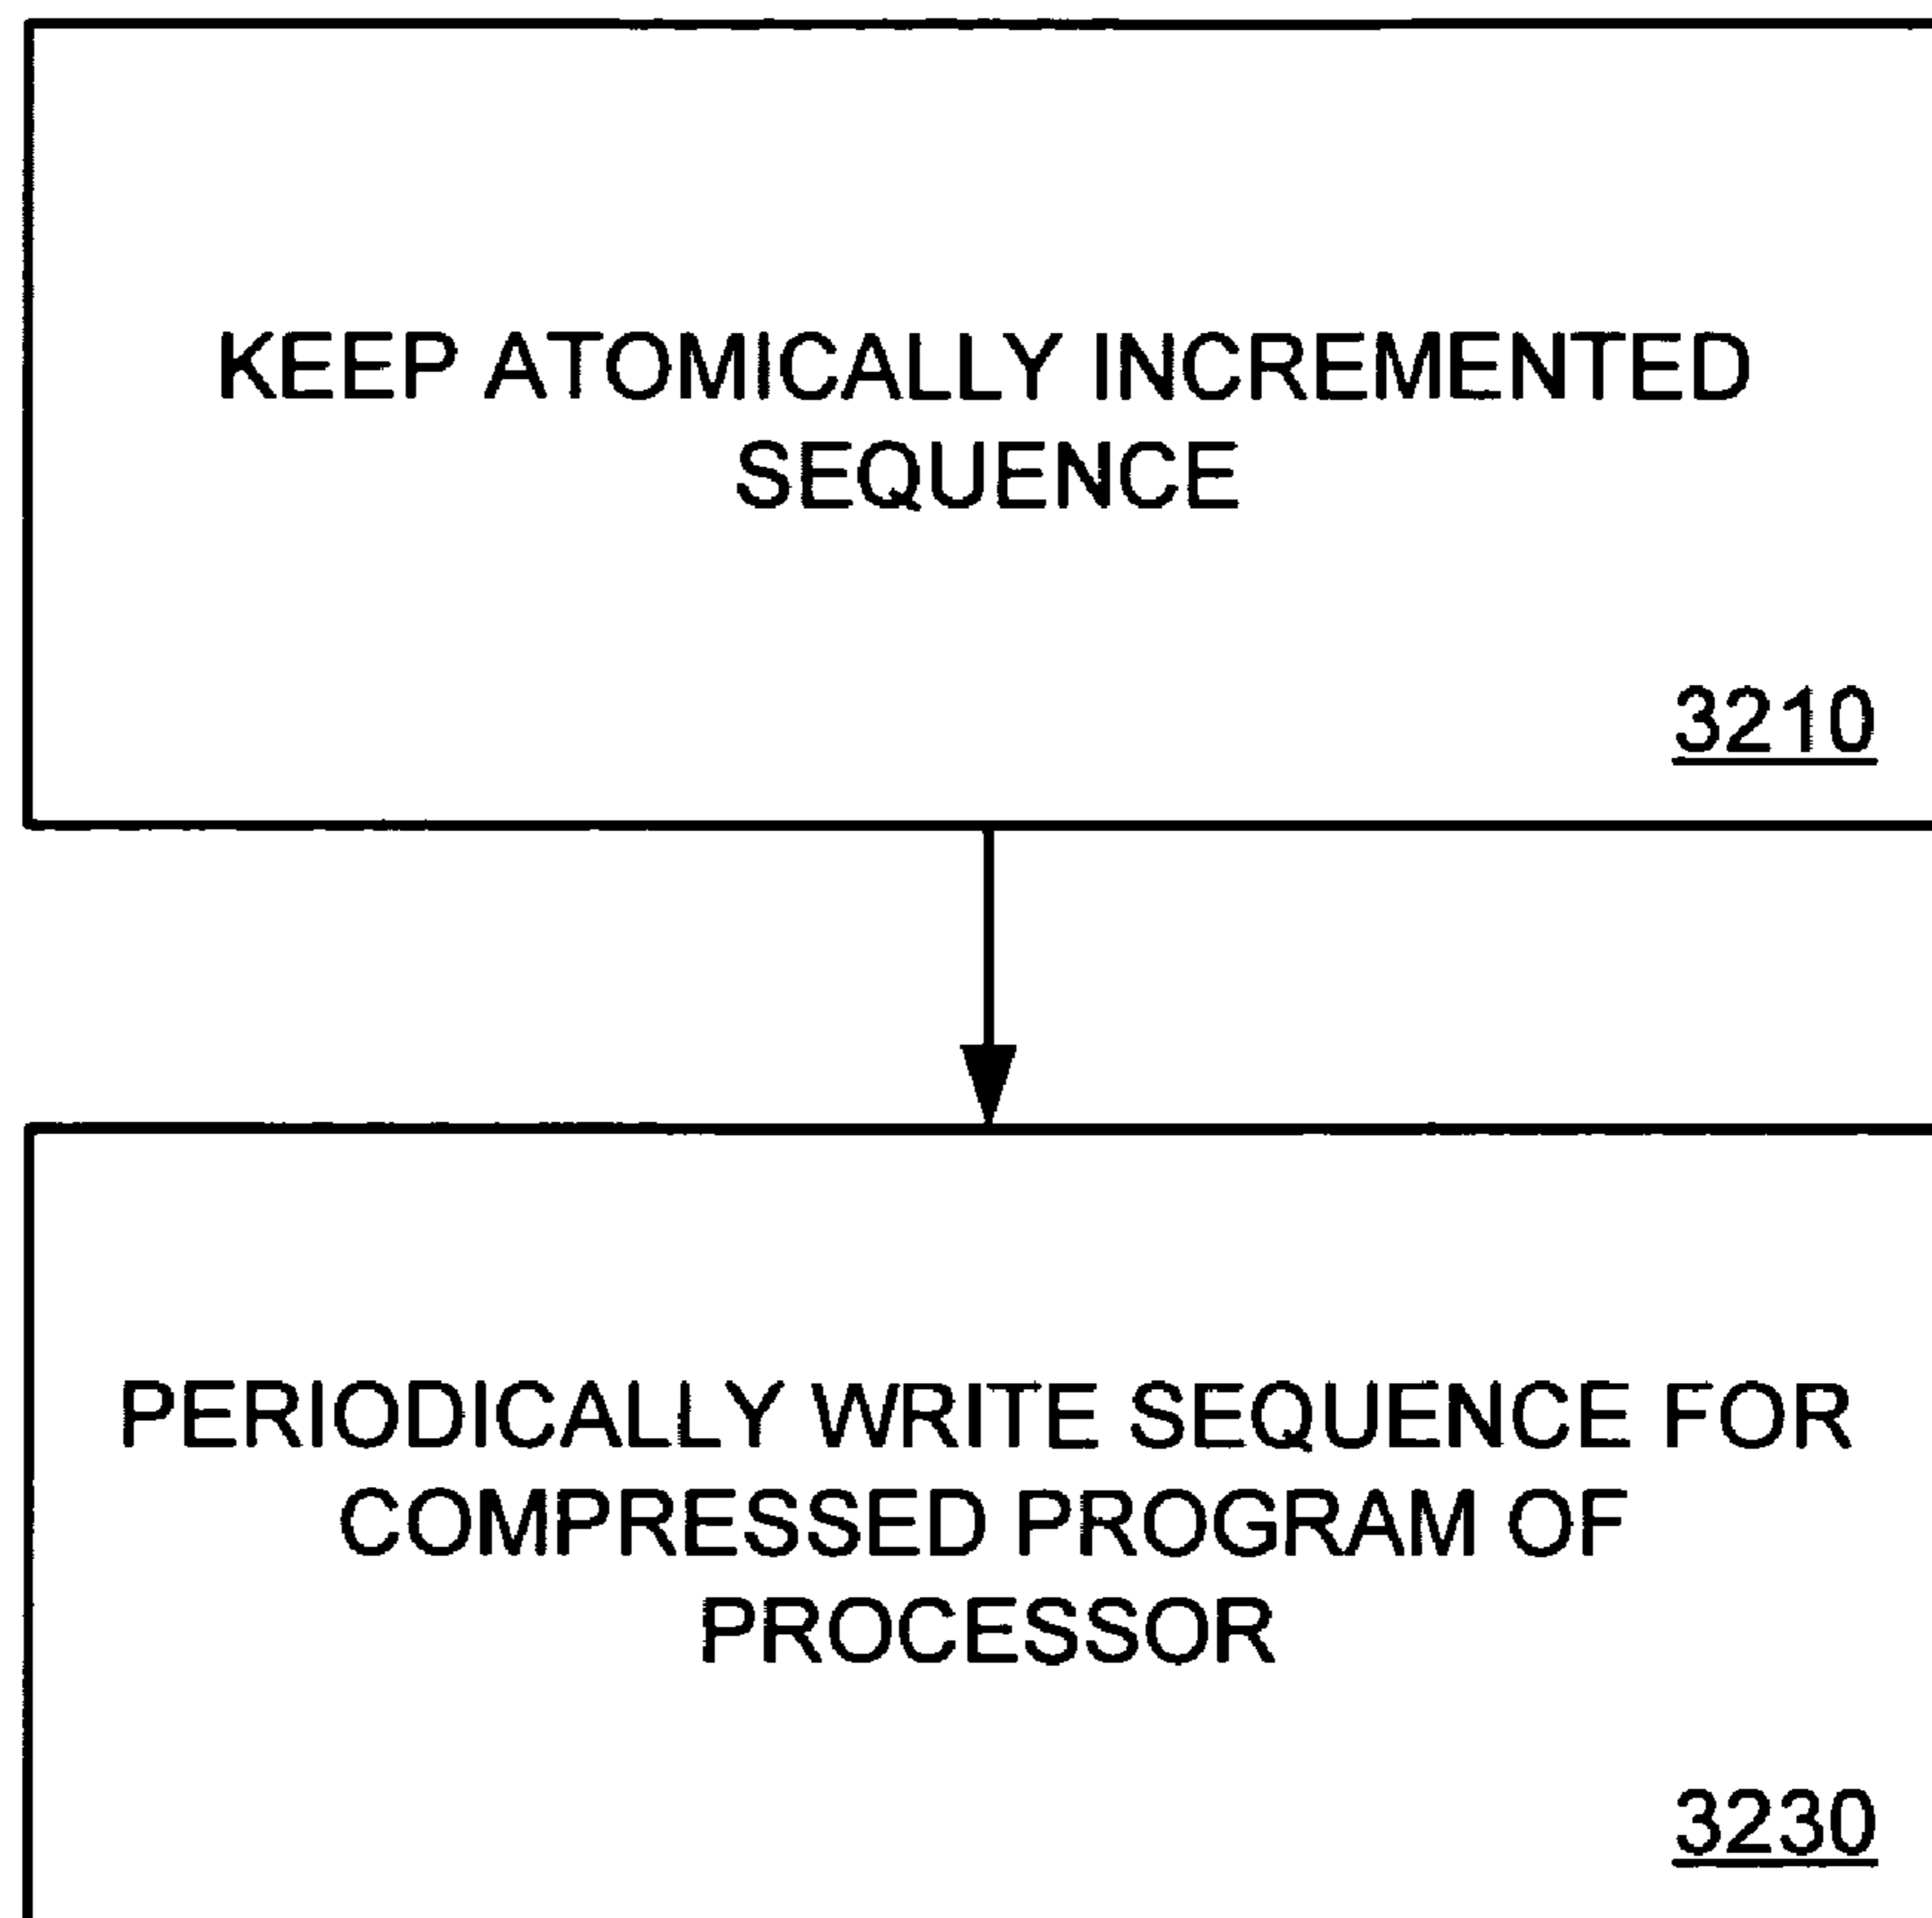 KEEP ATOMICALLY INCREMENTED
SEQUENCE
3210
PERIODICALLY WRITE SEQUENCE FOR
COMPRESSED PROGRAM OF
PROCESSOR
3230